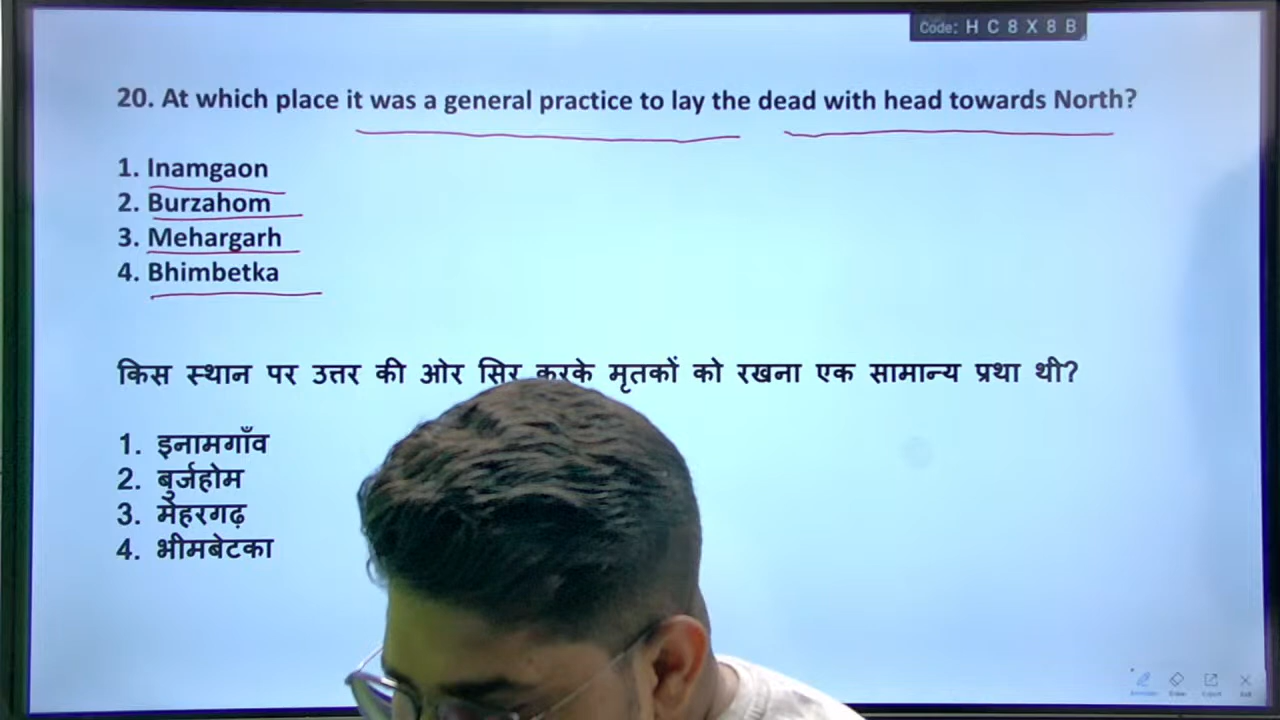 Code: H C 8 X 8 B
20. At which place it was a general practice to lay the dead with head towards North?
1. Inamgaon
2. Burzahom
3. Mehargarh
4. Bhimbetka
किस स्थान पर उत्तर की ओर सिर करके मृतकों को रखना एक सामान्य प्रथा थी?
1. इनामगाँव
2. बुर्जहोम
3. मेहरगढ़
4. भीमबेटका